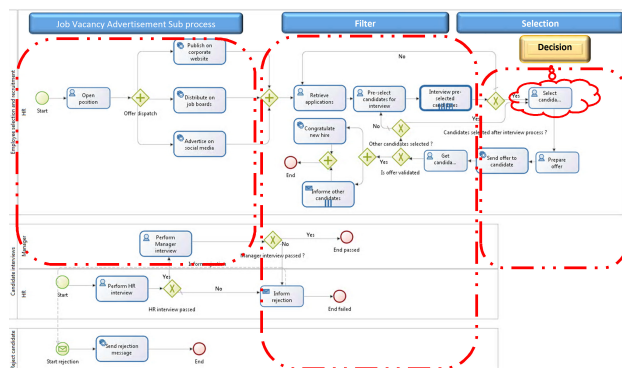 Job Vacancy Advertisement Sub process
Filter
Selection
Decision
Employee selection and recruitment
HR
Start
Open
position
Offer dispatch
Publish on
corporate
website
Distribute on
job boards
Advertise on
social media
No
Retrieve
applications
Pre-select
candidates for
interview
Interview pre-
selected
Yes
Select
candida...
Candidates selected after interview process ?
No
Other candidates selected ?
Yes
Congratulate
new hire
End
Yes
Is offer validated
Get
candida...
Send offer to
candidate
Prepare
offer
Informe other
candidates
Candidate interviews
Manager
Perform
Manager
interview
Yes
No
Manager interview passed ?
End passed
HR
Start
Perform HR
interview
Yes
No
HR interview passed
Inform
rejection
End failed
Reject candidate
Start rejection
Send rejection
message
End